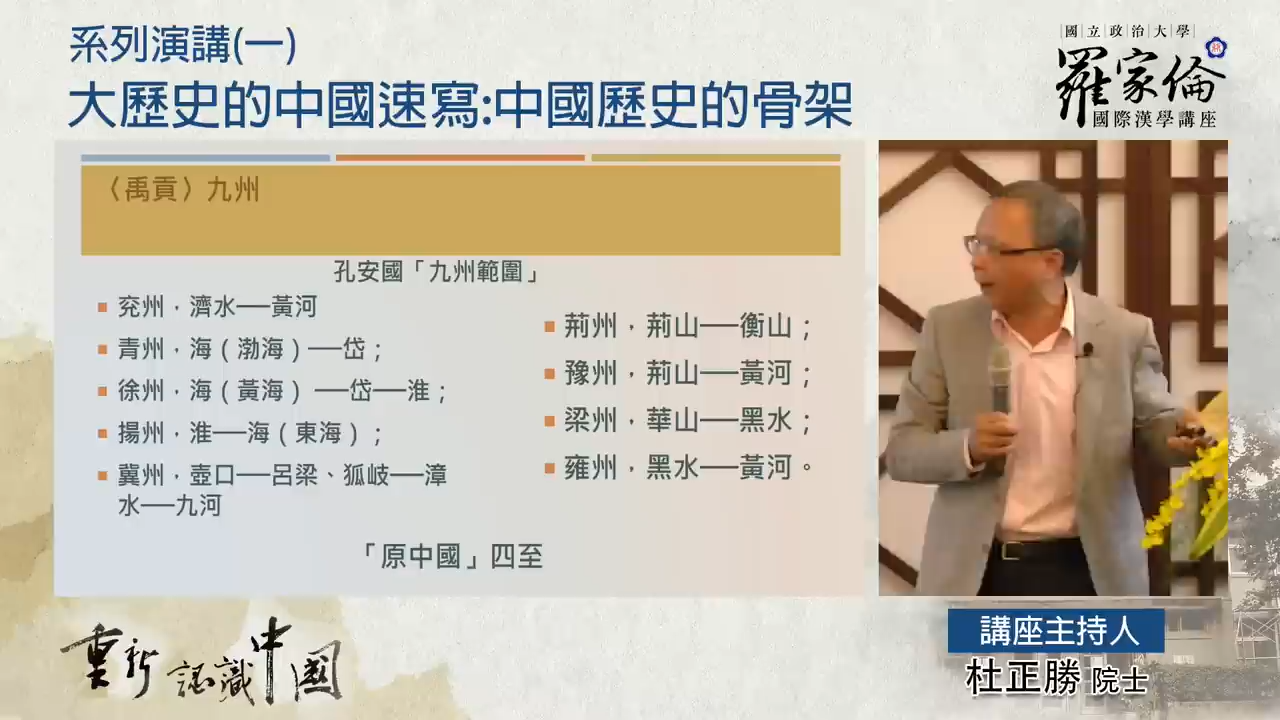 系列演講(一)
大歷史的中國速寫:中國歷史的骨架
國立政治大學
羅家倫
國際漢學講座
〈禹貢〉九州
孔安國「九州範圍」
兗州，濟水──黃河
青州，海（渤海）──岱；
徐州，海（黃海） ──岱──淮；
揚州，淮──海（東海）；
冀州，壺口──呂梁、狐岐──漳
水──九河
荊州，荊山──衡山；
豫州，荊山──黃河；
梁州，華山──黑水；
雍州，黑水──黃河。
「原中國」四至
重新認識中國
講座主持人
杜正勝 院士